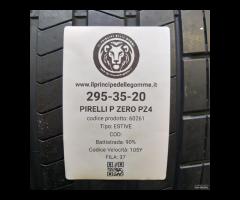 www.ilprincipedellegomme.it
295-35-20
PIRELLI P ZERO PZ4
codice prodotto: 60261
Tipo: ESTIVE
COD:
Battistrada: 90%
Codice Velocità: 105Y
FILA: 37